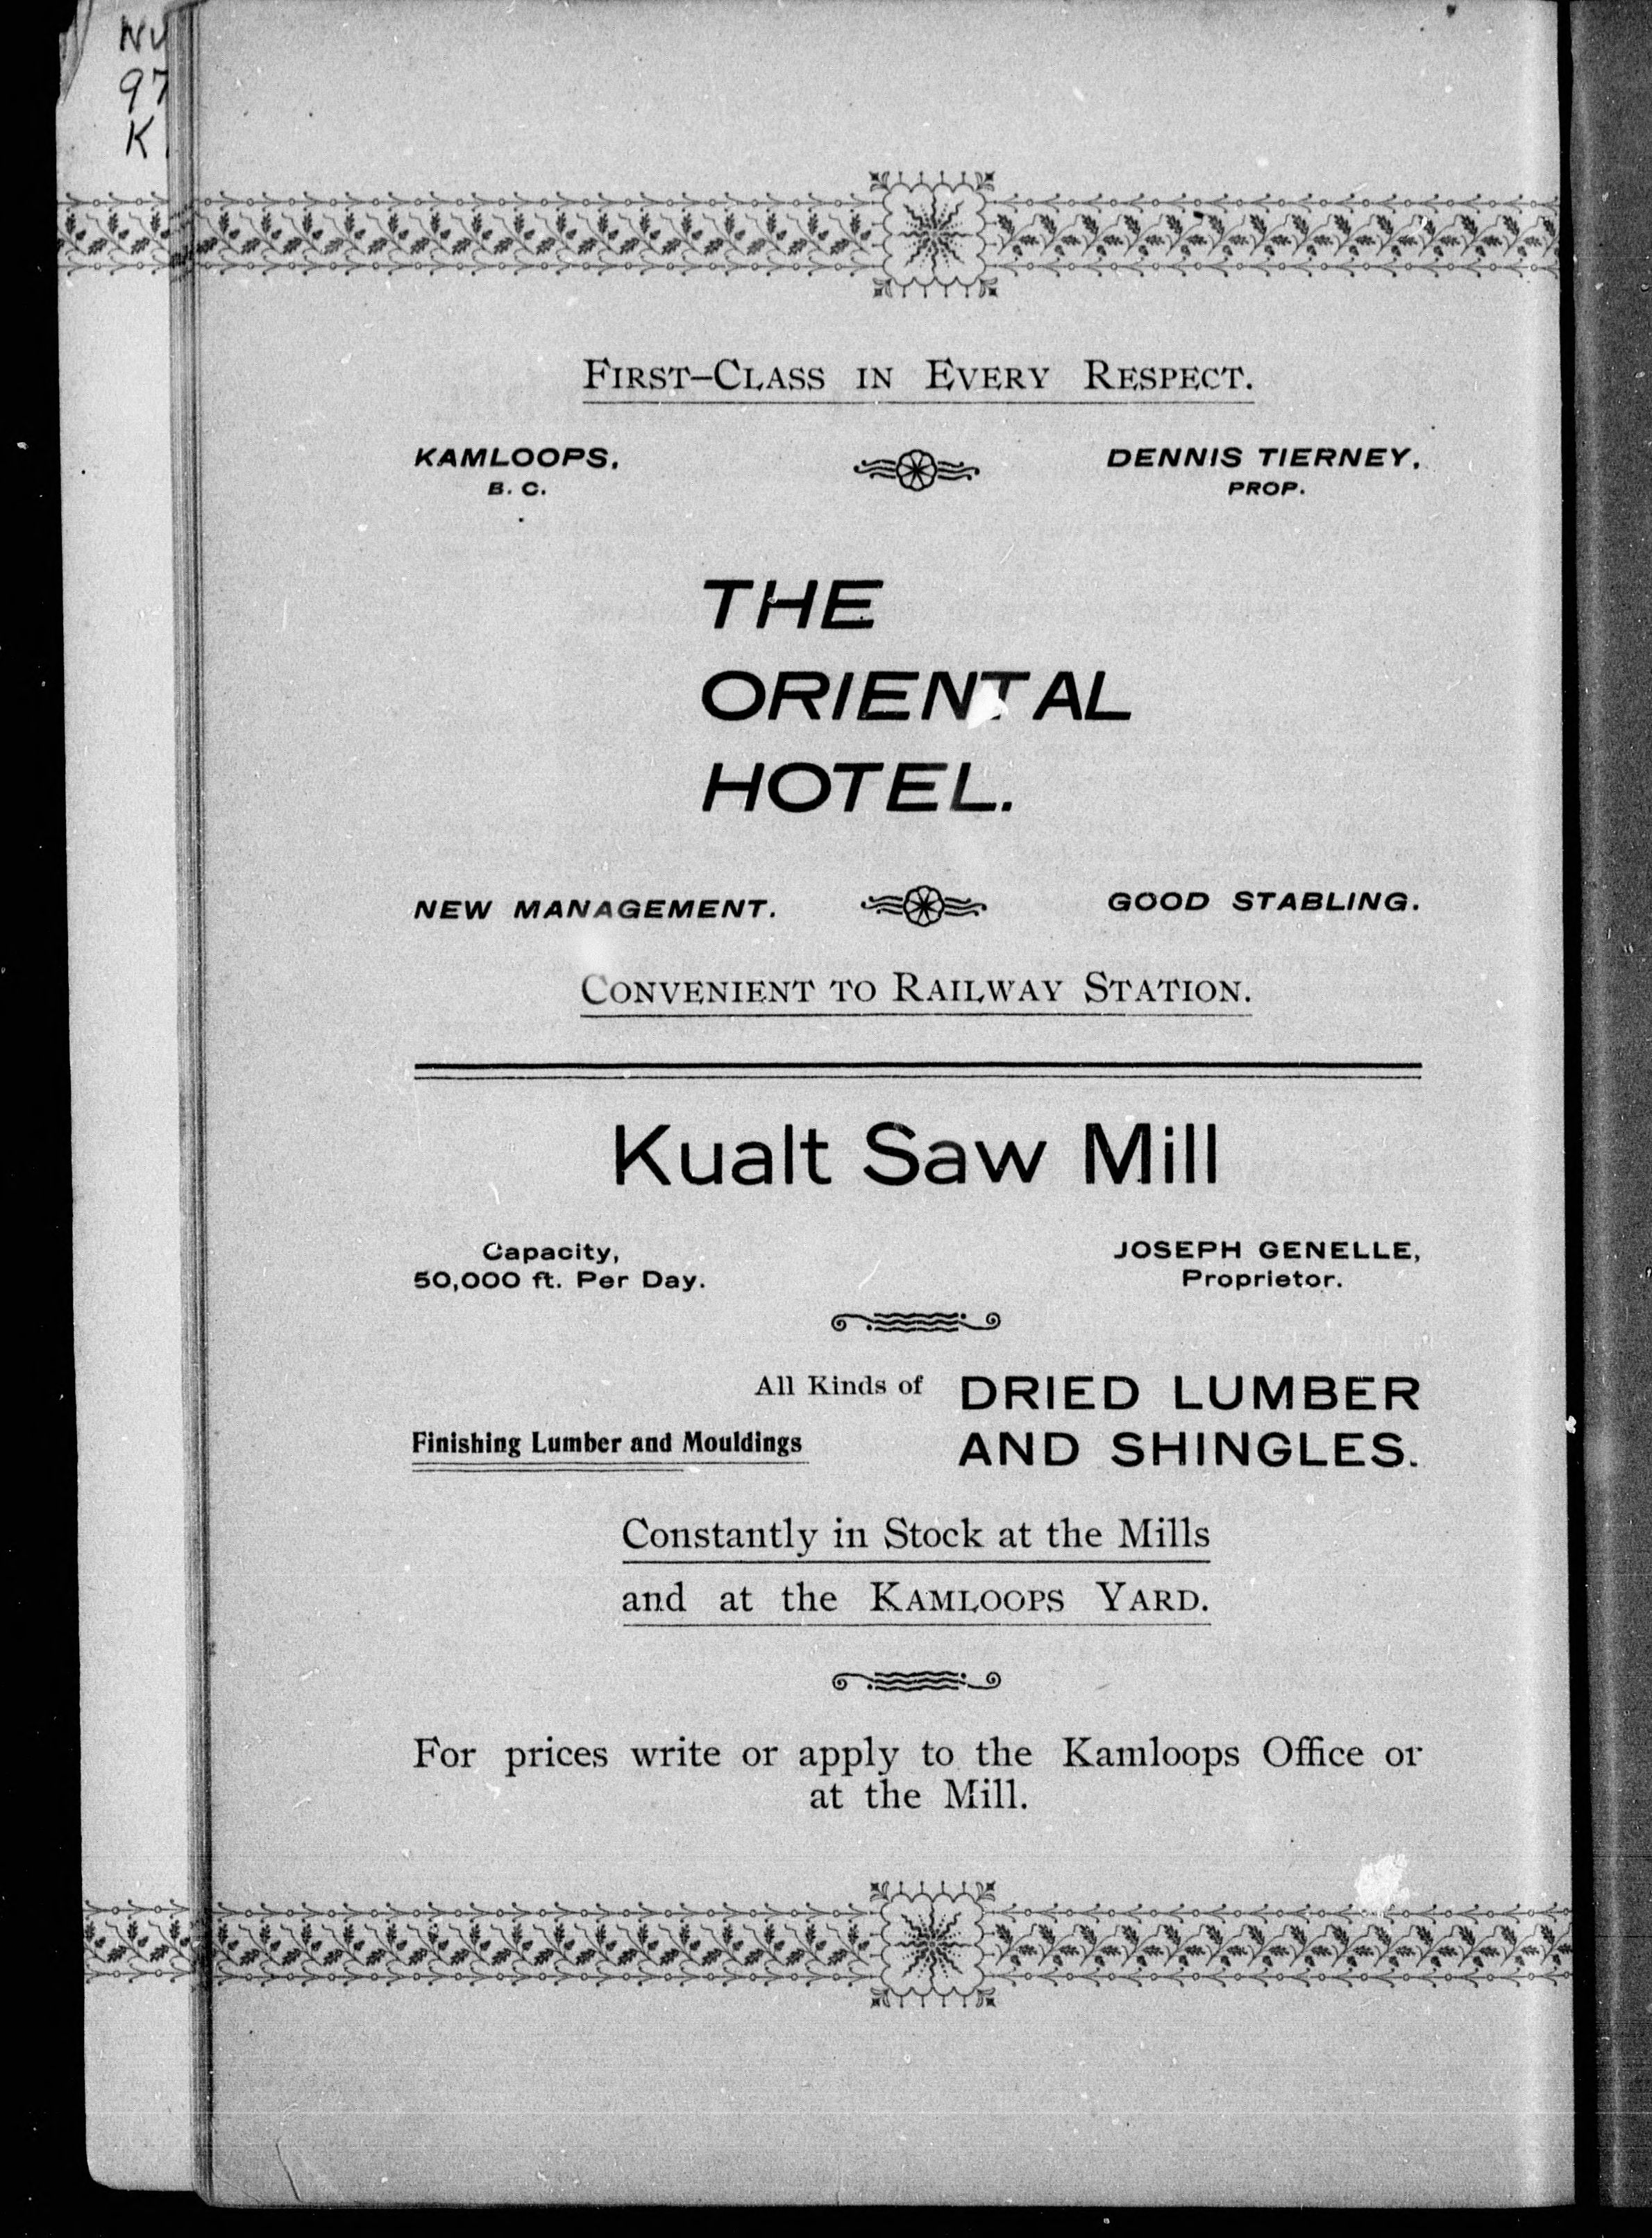 FIRST-CLASS IN EVERY RESPECT.
KAMLOOPS,
B. C.
DENNIS TIERNEY,
PROP.
THE
ORIENTAL
HOTEL.
NEW MANAGEMENT.
GOOD STABLING.
CONVENIENT TO RAILWAY STATION.
Kualt Saw Mill
Capacity,
50,000 ft. Per Day.
JOSEPH GENELLE,
Proprietor.
All Kinds of DRIED LUMBER
Finishing Lumber and Mouldings AND SHINGLES.
Constantly in Stock at the Mills
and at the KAMLOOPS YARD.
For prices write or apply to the Kamloops Office or
at the Mill.